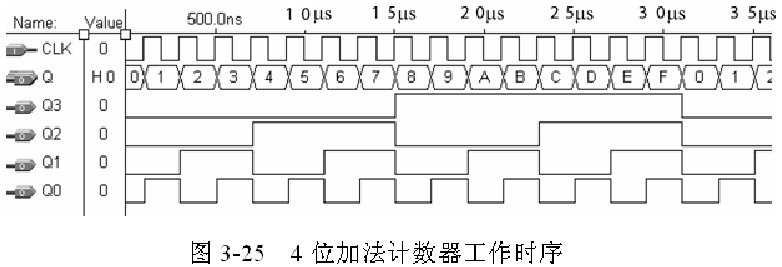 Name: Value 500.0ns 1 0μs 1 5μs 2 0μs 2 5μs 3 0μs 3 5μs
CLK 0
Q H0 0 1 2 3 4 5 6 7 8 9 A B C D E F 0 1 2
Q3 0
Q2 0
Q1 0
Q0 0
图 3-25 4 位加法计数器工作时序